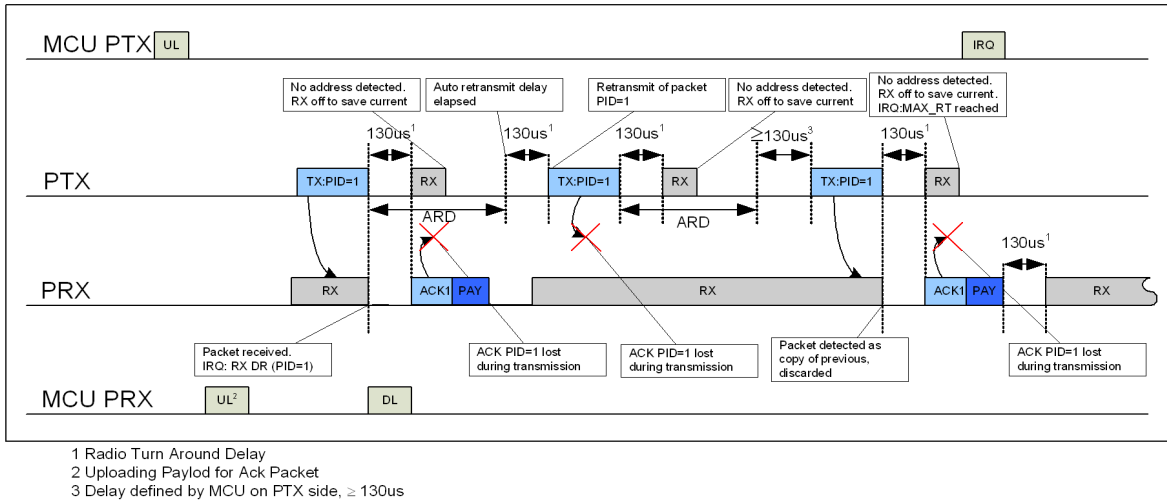 MCU PTX
UL
IRQ
No address detected.
RX off to save current
Auto retransmit delay
elapsed
Retransmit of packet
PID=1
No address detected.
RX off to save current
No address detected.
RX off to save current.
IRQ:MAX_RT reached
130us¹
130us¹
130us¹
≥130us³
130us¹
PTX
TX:PID=1
RX
TX:PID=1
RX
TX:PID=1
RX
ARD
ARD
130us¹
PRX
RX
ACK1
PAY
RX
ACK1
PAY
RX
Packet received.
IRQ: RX DR (PID=1)
ACK PID=1 lost
during transmission
ACK PID=1 lost
during transmission
Packet detected as
copy of previous,
discarded
ACK PID=1 lost
during transmission
MCU PRX
UL²
DL
1 Radio Turn Around Delay
2 Uploading Paylod for Ack Packet
3 Delay defined by MCU on PTX side, ≥ 130us